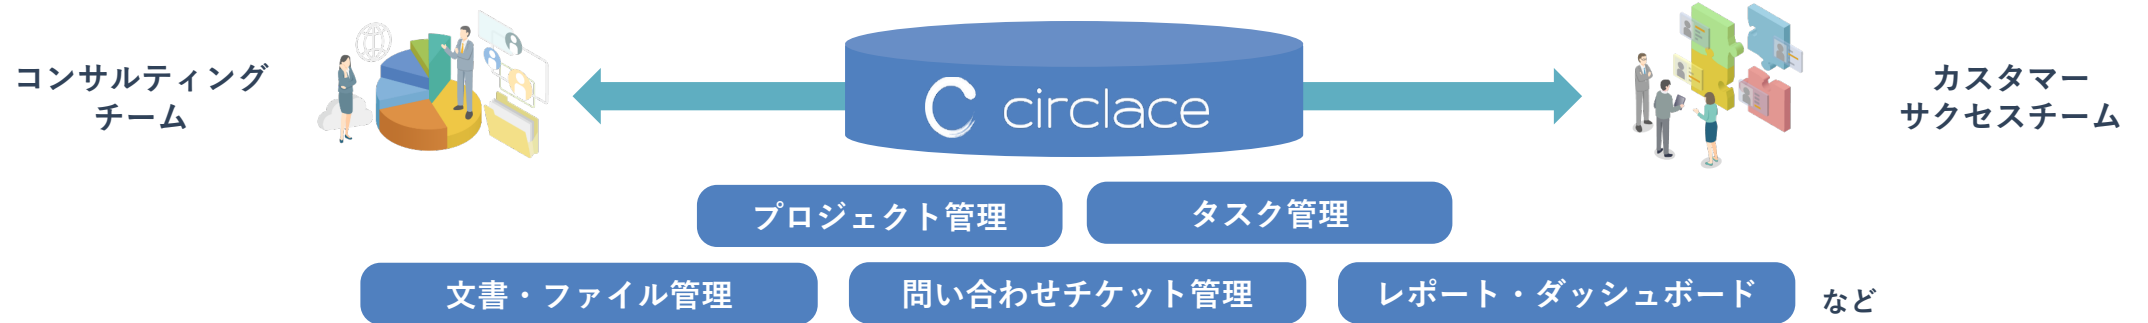 コンサルティング
チーム
circlace
カスタマー
サクセスチーム
プロジェクト管理
タスク管理
文書・ファイル管理
問い合わせチケット管理
レポート・ダッシュボード
など